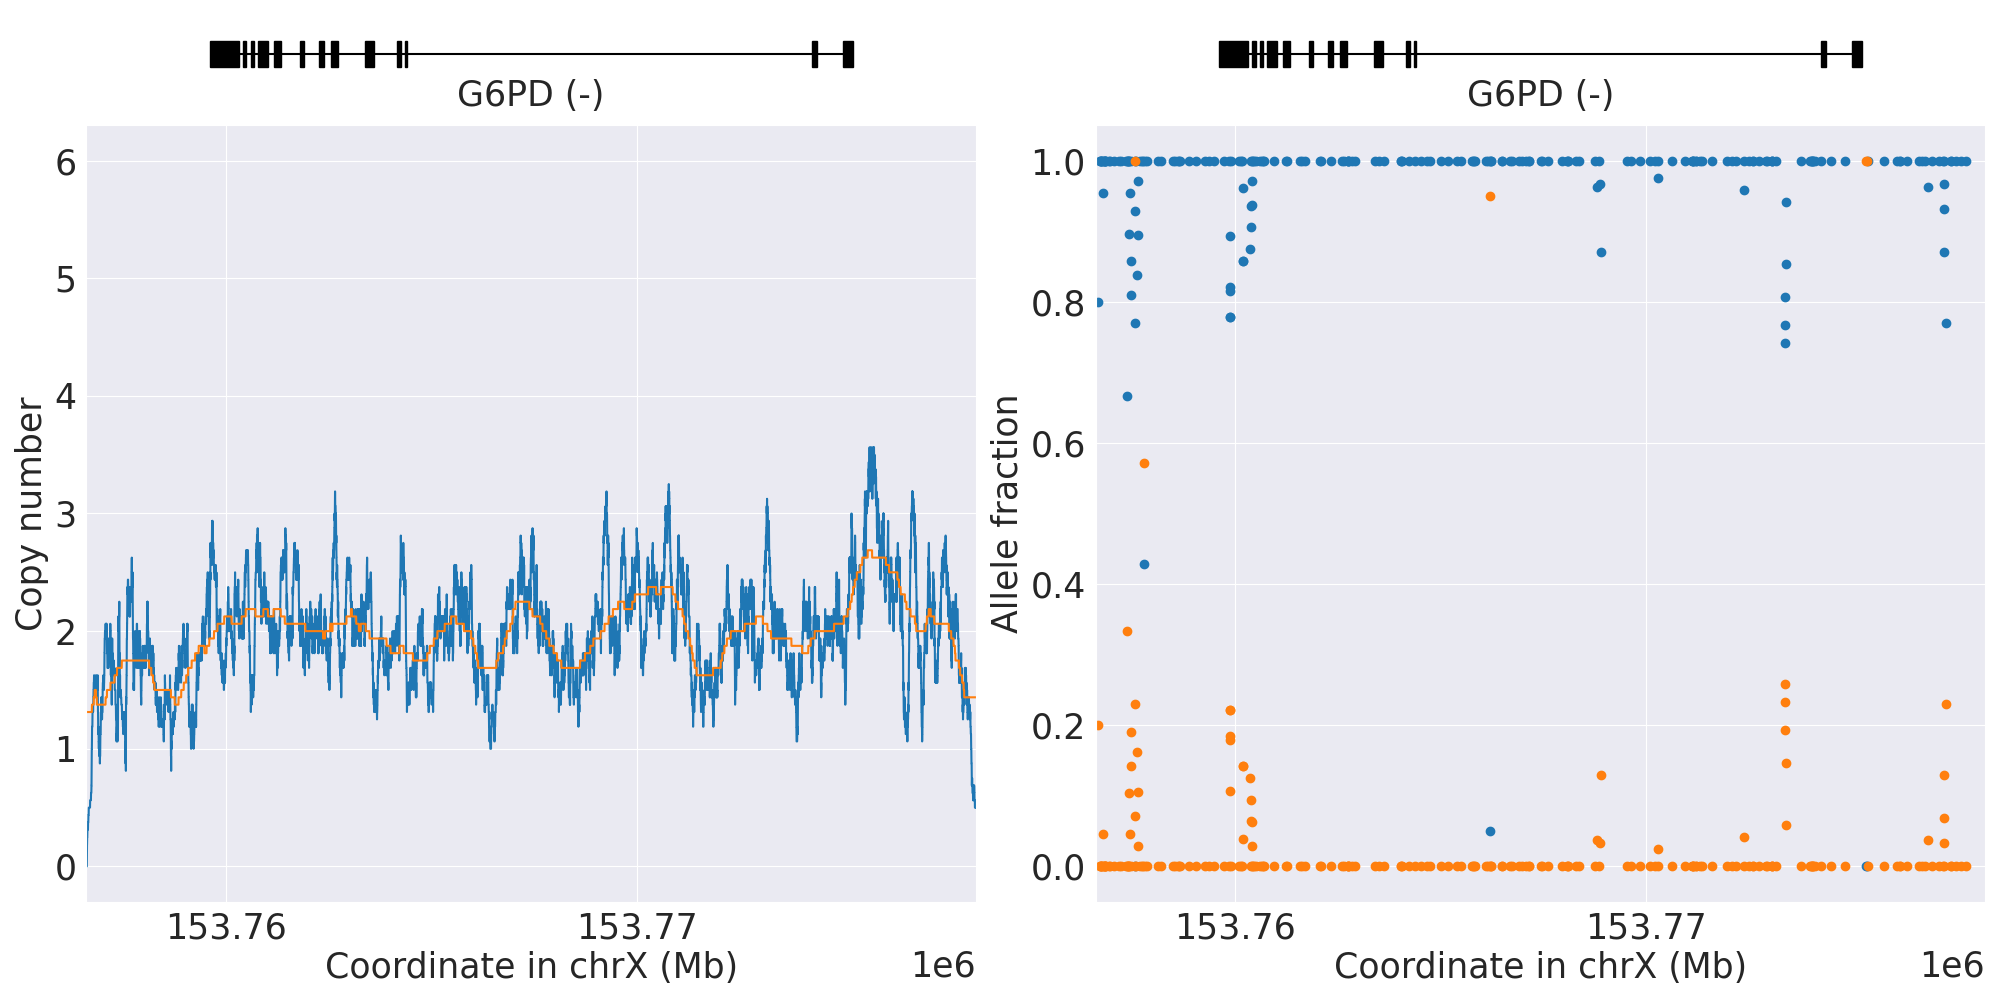 G6PD (-)
6
5
4
3
2
1
0
Copy number
153.76
153.77
Coordinate in chrX (Mb)
1e6
G6PD (-)
1.0
0.8
0.6
0.4
0.2
0.0
Allele fraction
153.76
153.77
Coordinate in chrX (Mb)
1e6